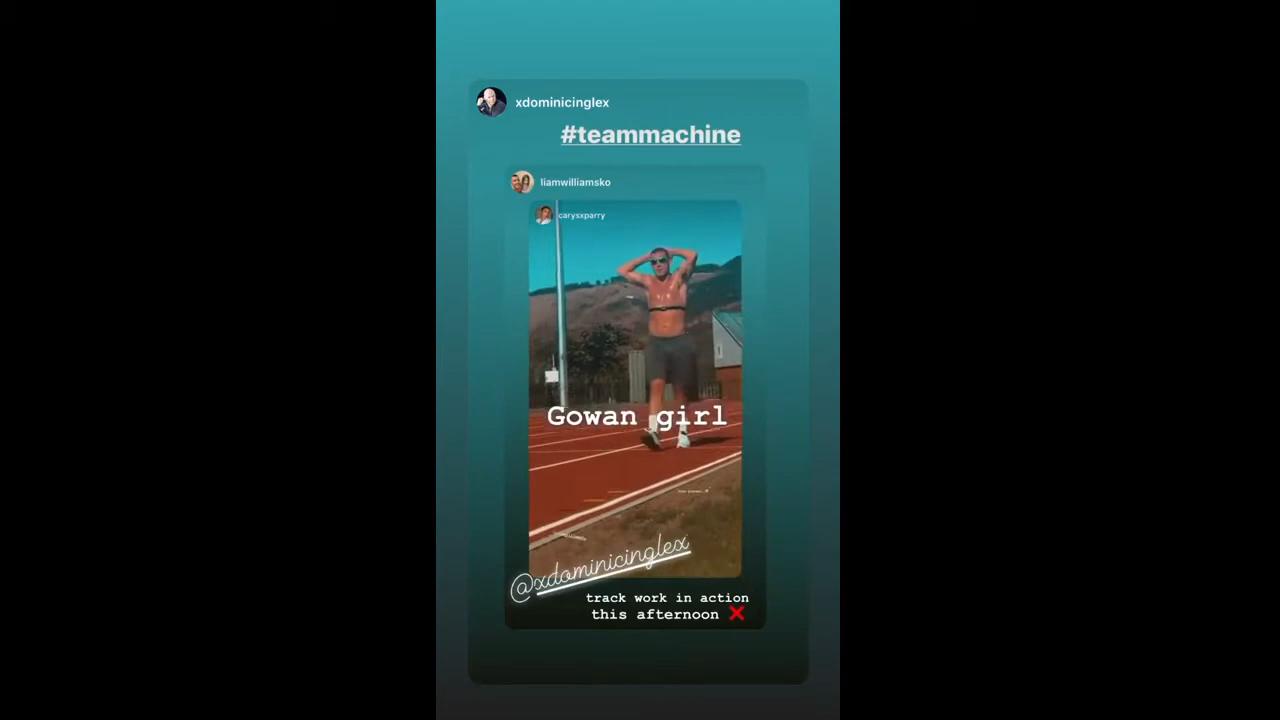 xdominicinglex
#teammachine
liamwilliamsko
carysxparry
Gowan girl
@xdominicinglex
track work in action
this afternoon ❌